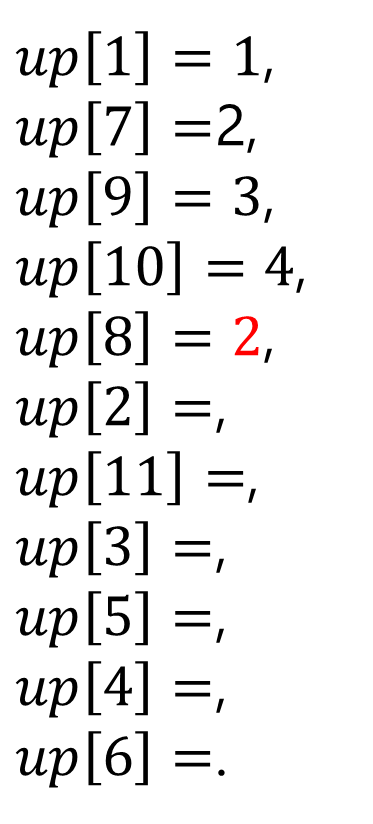 up[1] = 1,
up[7] =2,
up[9] = 3,
up[10] = 4,
up[8] = 2,
up[2] =,
up[11] =,
up[3] =,
up[5] =,
up[4] =,
up[6] =.